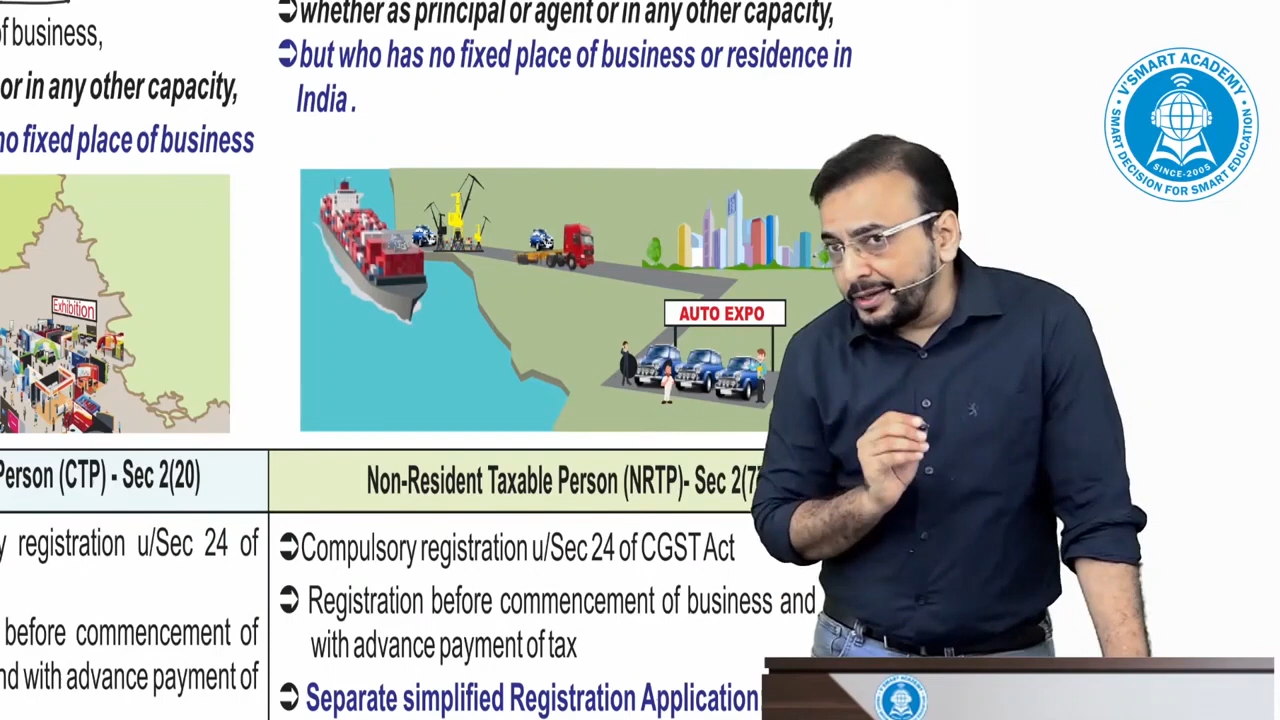 of business,
or in any other capacity,
no fixed place of business
Exhibition
➲whether as principal or agent or in any other capacity,
➲but who has no fixed place of business or residence in
India .
AUTO EXPO
V'SMART ACADEMY
SMART DECISION FOR SMART EDUCATION
SINCE-2005
Person (CTP) - Sec 2(20)
Non-Resident Taxable Person (NRTP)- Sec 2(7
y registration u/Sec 24 of
before commencement of
nd with advance payment of
➲Compulsory registration u/Sec 24 of CGST Act
➲ Registration before commencement of business and
with advance payment of tax
➲ Separate simplified Registration Application
V'SMART ACADEMY